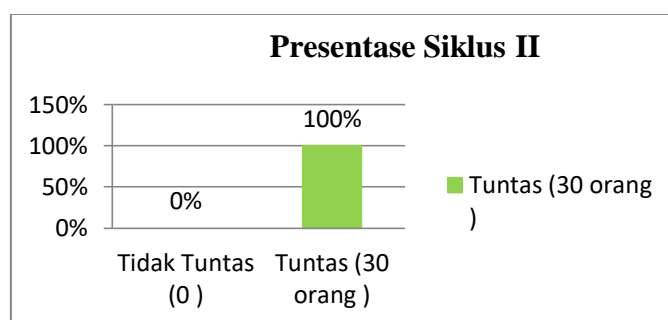 Presentase Siklus II
150%
100%
50%
0%
0%
100%
Tidak Tuntas
(0 )
Tuntas (30
orang )
Tuntas (30 orang
)